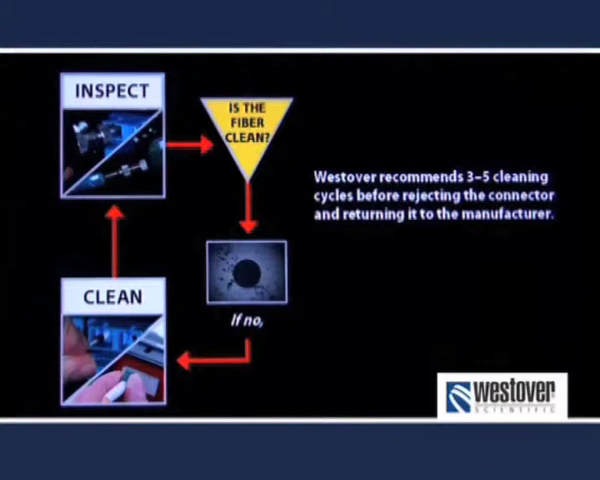 INSPECT
IS THE
FIBER
CLEAN?
Westover recommends 3–5 cleaning
cycles before rejecting the connector
and returning it to the manufacturer.
CLEAN
If no,
westover
SCIENTIFIC